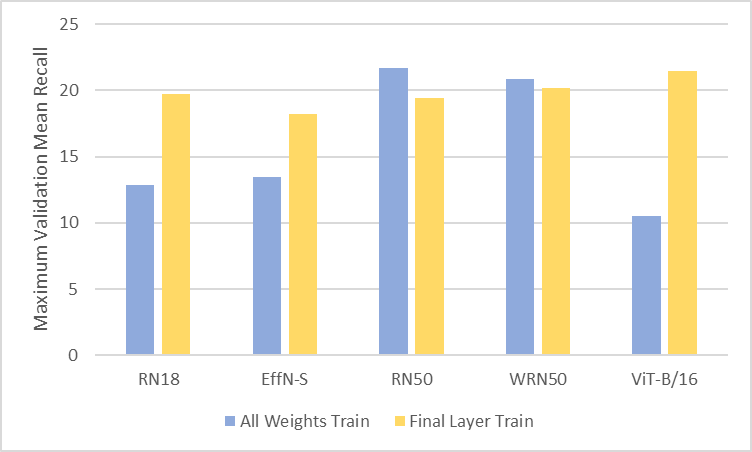 Maximum Validation Mean Recall
25
20
15
10
5
0
RN18 EffN-S RN50 WRN50 ViT-B/16
All Weights Train Final Layer Train